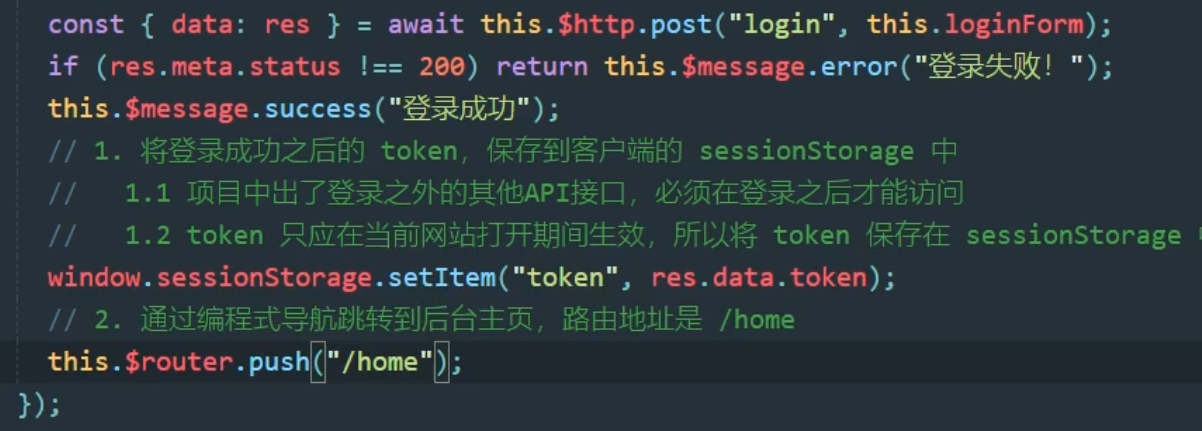 const { data: res } = await this.$http.post("login", this.loginForm);
if (res.meta.status !== 200) return this.$message.error("登录失败！");
this.$message.success("登录成功");
// 1. 将登录成功之后的 token，保存到客户端的 sessionStorage 中
//   1.1 项目中出了登录之外的其他API接口，必须在登录之后才能访问
//   1.2 token 只应在当前网站打开期间生效，所以将 token 保存在 sessionStorage
window.sessionStorage.setItem("token", res.data.token);
// 2. 通过编程式导航跳转到后台主页，路由地址是 /home
this.$router.push("/home");
});